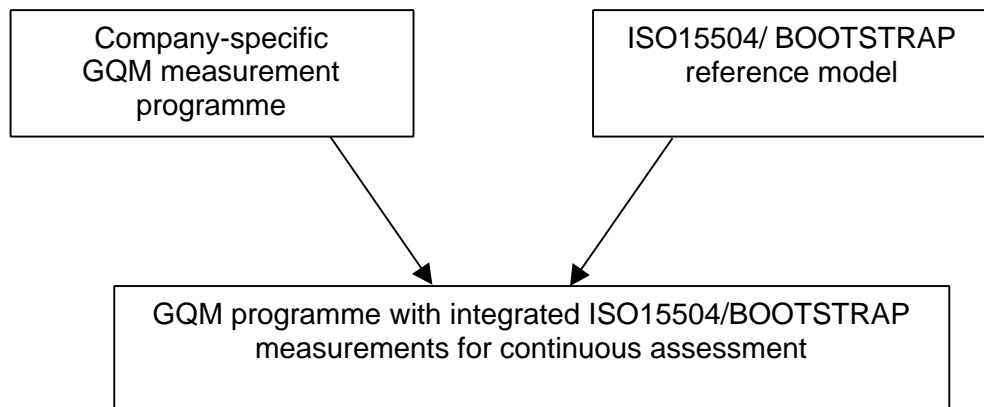 Company-specific
GQM measurement
programme
ISO15504/ BOOTSTRAP
reference model
GQM programme with integrated ISO15504/BOOTSTRAP
measurements for continuous assessment